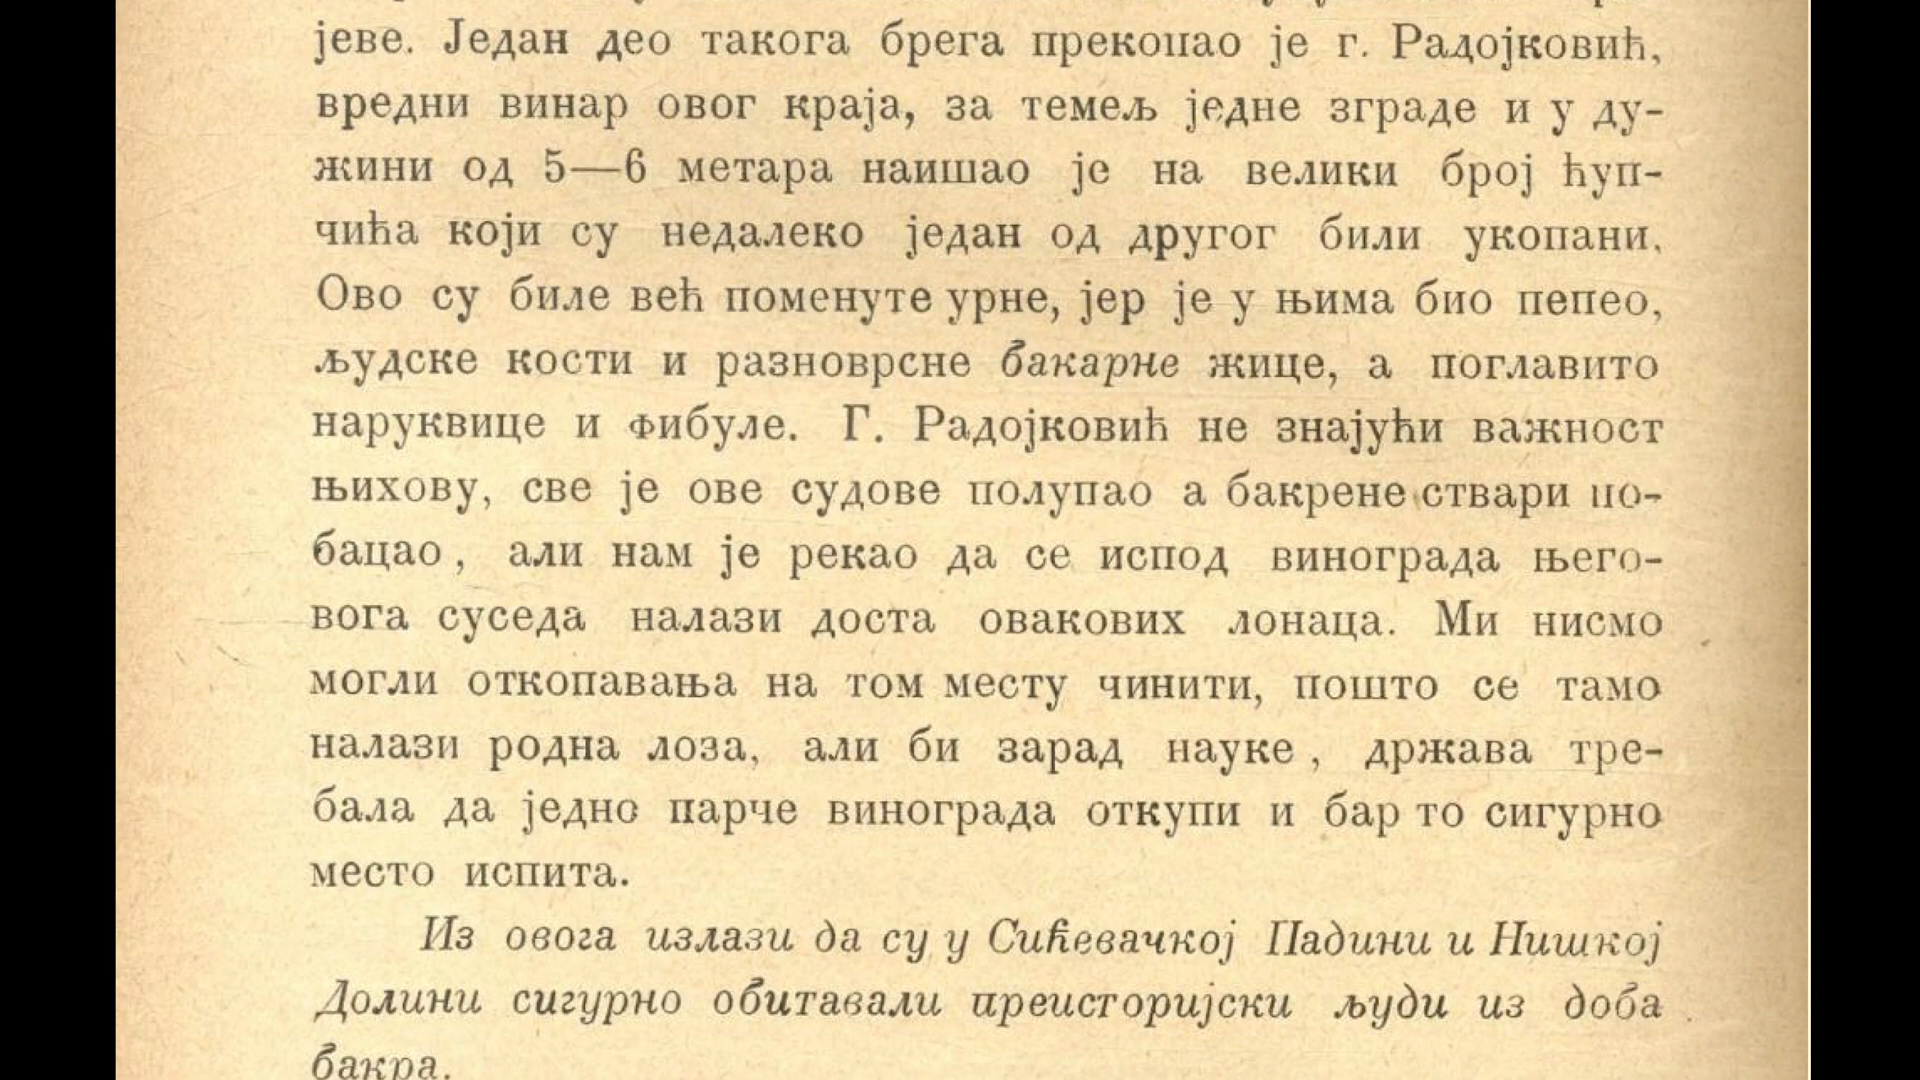 јеве. Један део такога брега прекопао је г. Радојковић,
вредни винар овог краја, за темељ једне зграде и у ду-
жини од 5—6 метара наишао је на велики број ћуп-
чића који су недалеко један од другог били укопани.
Ово су биле већ поменуте урне, јер је у њима био пепео,
људске кости и разноврсне бакарне жице, а поглавито
наруквице и фибуле. Г. Радојковић не знајући важност
њихову, све је ове судове полупао а бакрене ствари по-
бацао, али нам је рекао да се испод винограда њего-
вога суседа налази доста овакових лонаца. Ми нисмо
могли откопавања на том месту чинити, пошто се тамо
налази родна лоза, али би зарад науке, држава тре-
бала да једно парче винограда откупи и бар то сигурно
место испита.
Из овога излази да су у Сићевачкој Падини и Нишкој
Долини сигурно обитавали преисторијски људи из доба
бакра.